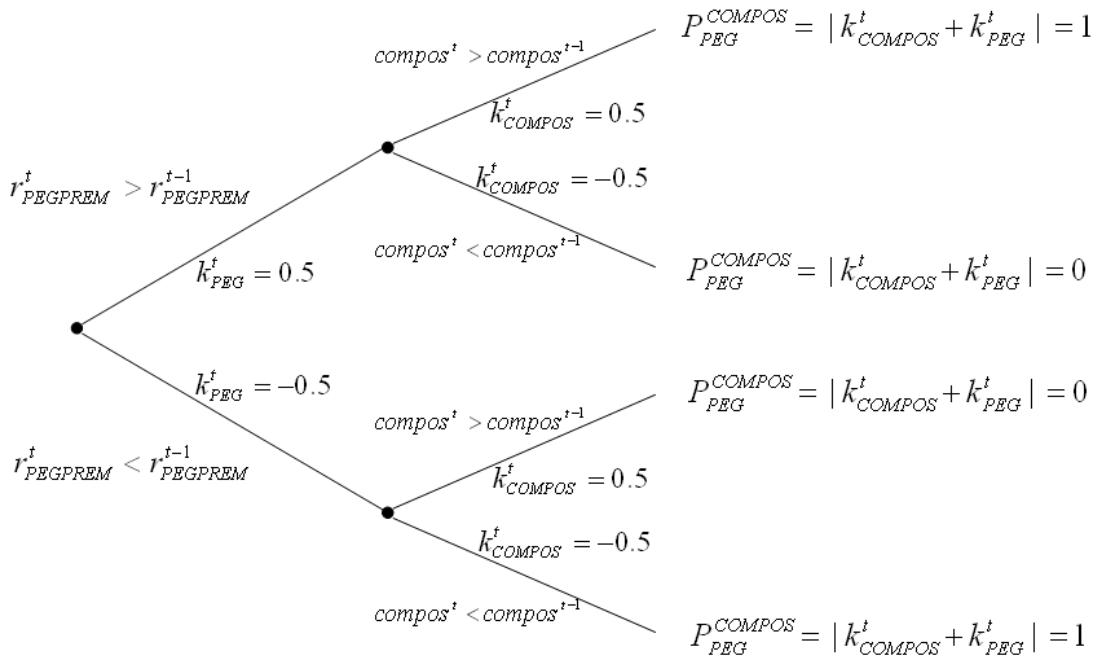 P_{PEG}^{COMPOS} = | k_{COMPOS}^{t} + k_{PEG}^{t} | = 1
compos^{t} > compos^{t-1}
k_{COMPOS}^{t} = 0.5
r_{PEGPREM}^{t} > r_{PEGPREM}^{t-1}
k_{COMPOS}^{t} = -0.5
compos^{t} < compos^{t-1}
k_{PEG}^{t} = 0.5
P_{PEG}^{COMPOS} = | k_{COMPOS}^{t} + k_{PEG}^{t} | = 0
k_{PEG}^{t} = -0.5
P_{PEG}^{COMPOS} = | k_{COMPOS}^{t} + k_{PEG}^{t} | = 0
compos^{t} > compos^{t-1}
r_{PEGPREM}^{t} < r_{PEGPREM}^{t-1}
k_{COMPOS}^{t} = 0.5
k_{COMPOS}^{t} = -0.5
compos^{t} < compos^{t-1}
P_{PEG}^{COMPOS} = | k_{COMPOS}^{t} + k_{PEG}^{t} | = 1